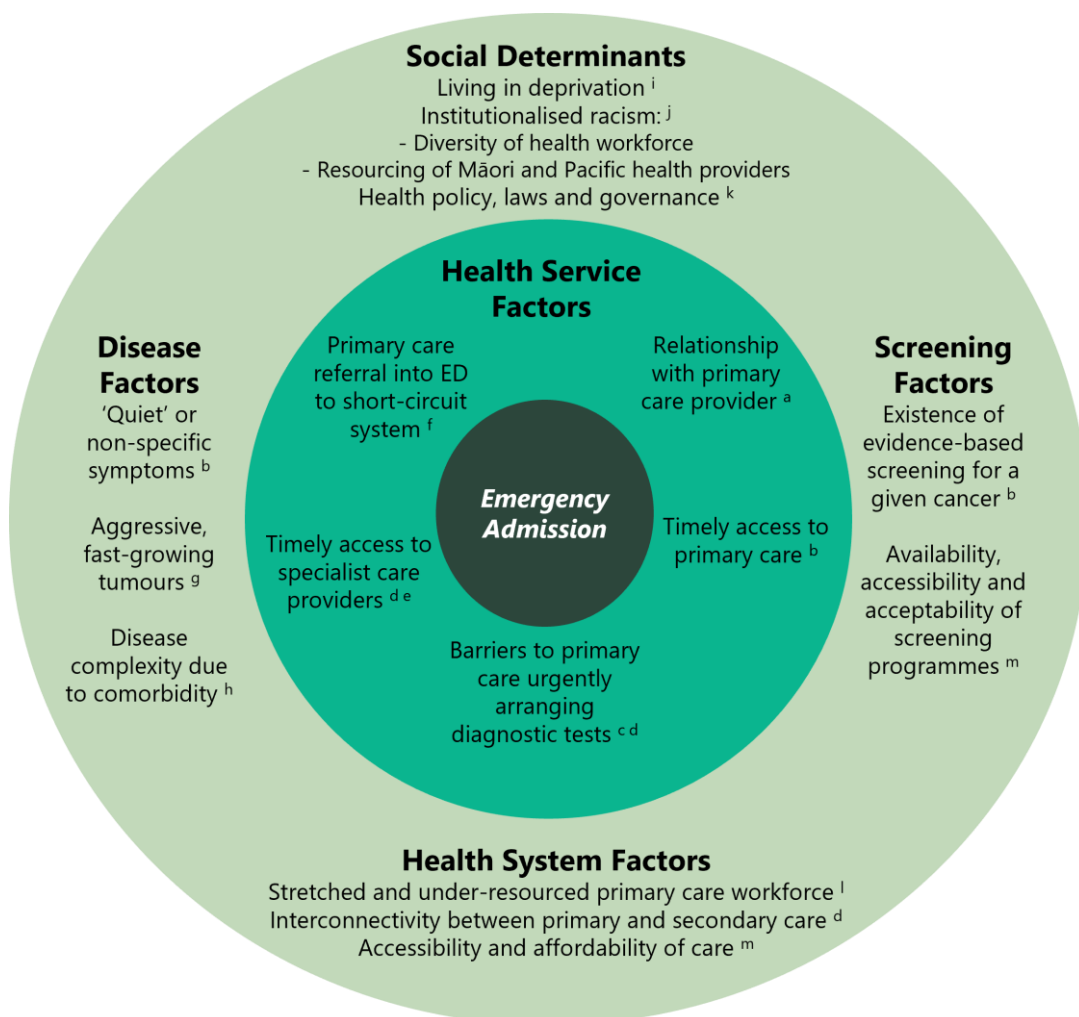 Social Determinants
Living in deprivation i
Institutionalised racism: j
- Diversity of health workforce
- Resourcing of Māori and Pacific health providers
Health policy, laws and governance k
Health Service
Factors
Primary care
referral into ED
to short-circuit
system f
Relationship
with primary
care provider a
Disease
Factors
‘Quiet’ or
non-specific
symptoms b
Aggressive,
fast-growing
tumours g
Disease
complexity due
to comorbidity h
Emergency
Admission
Timely access to
specialist care
providers d e
Timely access to
primary care b
Barriers to primary
care urgently
arranging
diagnostic tests c d
Screening
Factors
Existence of
evidence-based
screening for a
given cancer b
Availability,
accessibility and
acceptability of
screening
programmes m
Health System Factors
Stretched and under-resourced primary care workforce l
Interconnectivity between primary and secondary care d
Accessibility and affordability of care m